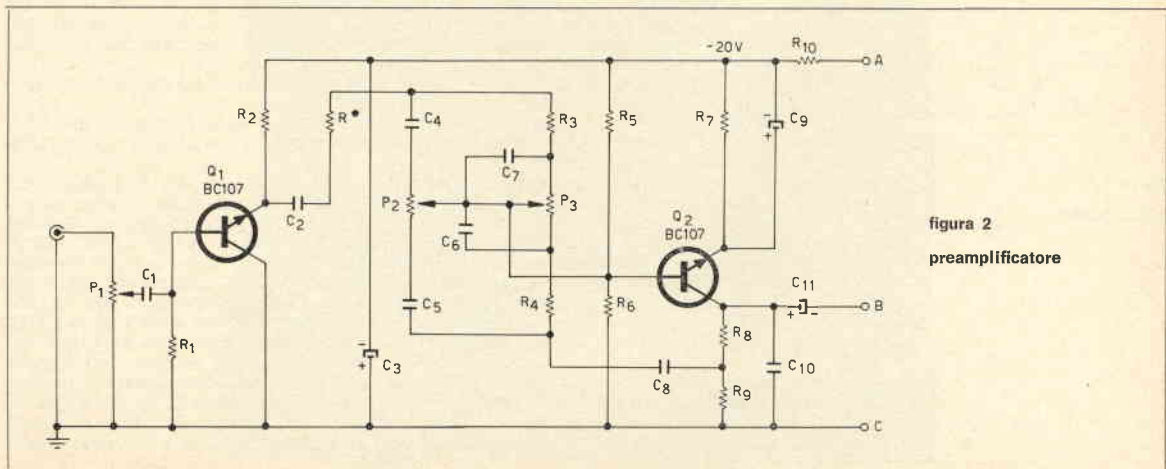 -20V
R10
A
R2
R*
C4
R3
R5
R7
C9
C7
Q1
BC107
P2
P3
Q2
BC107
C2
C6
C1
P1
C11
B
R4
R8
C5
R6
R1
C3
C8
C10
R9
C
figura 2
preamplificatore